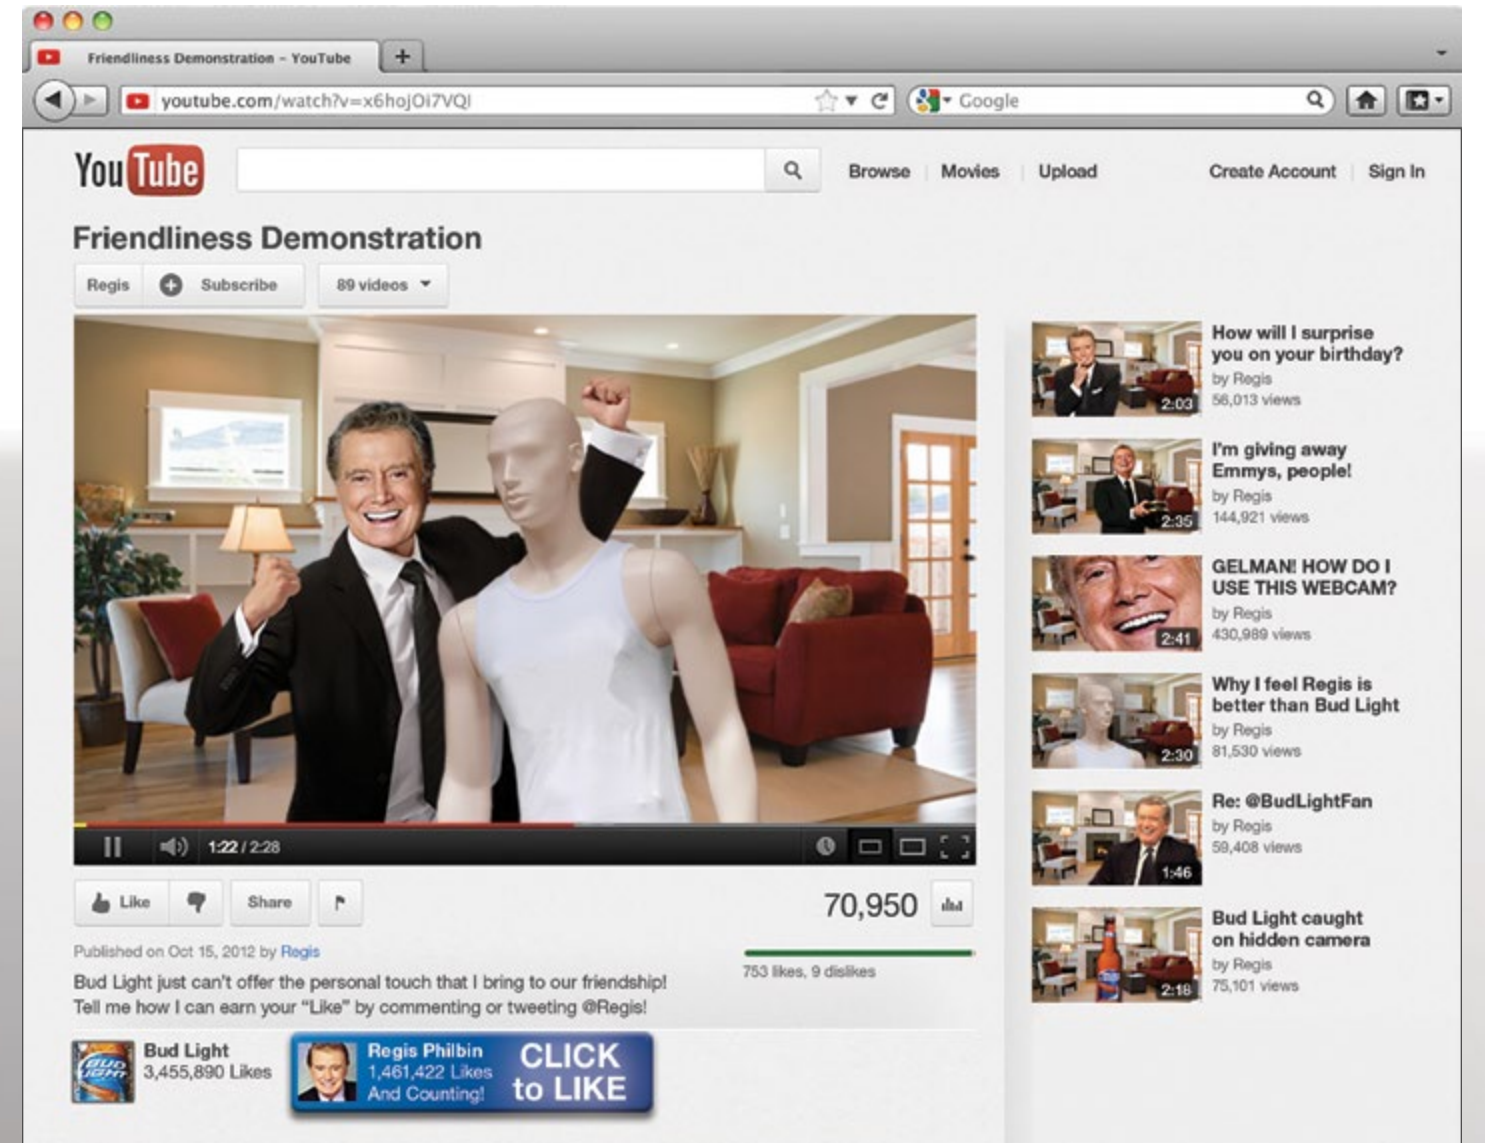 Friendliness Demonstration - YouTube
youtube.com/watch?v=x6hojOi7VQI
Google
YouTube
Browse
Movies
Upload
Create Account
Sign In
Friendliness Demonstration
Regis
Subscribe
89 videos
1:22 / 2:28
Like
Share
70,950
Published on Oct 15, 2012 by Regis
753 likes, 9 dislikes
Bud Light just can't offer the personal touch that I bring to our friendship!
Tell me how I can earn your “Like” by commenting or tweeting @Regis!
BUD
LIGHT
Bud Light
3,455,890 Likes
Regis Philbin
1,461,422 Likes
And Counting!
CLICK
to LIKE
2:03
How will I surprise
you on your birthday?
by Regis
56,013 views
2:35
I'm giving away
Emmys, people!
by Regis
144,921 views
2:41
GELMAN! HOW DO I
USE THIS WEBCAM?
by Regis
430,989 views
2:30
Why I feel Regis is
better than Bud Light
by Regis
81,530 views
1:46
Re: @BudLightFan
by Regis
59,408 views
2:18
Bud Light caught
on hidden camera
by Regis
75,101 views